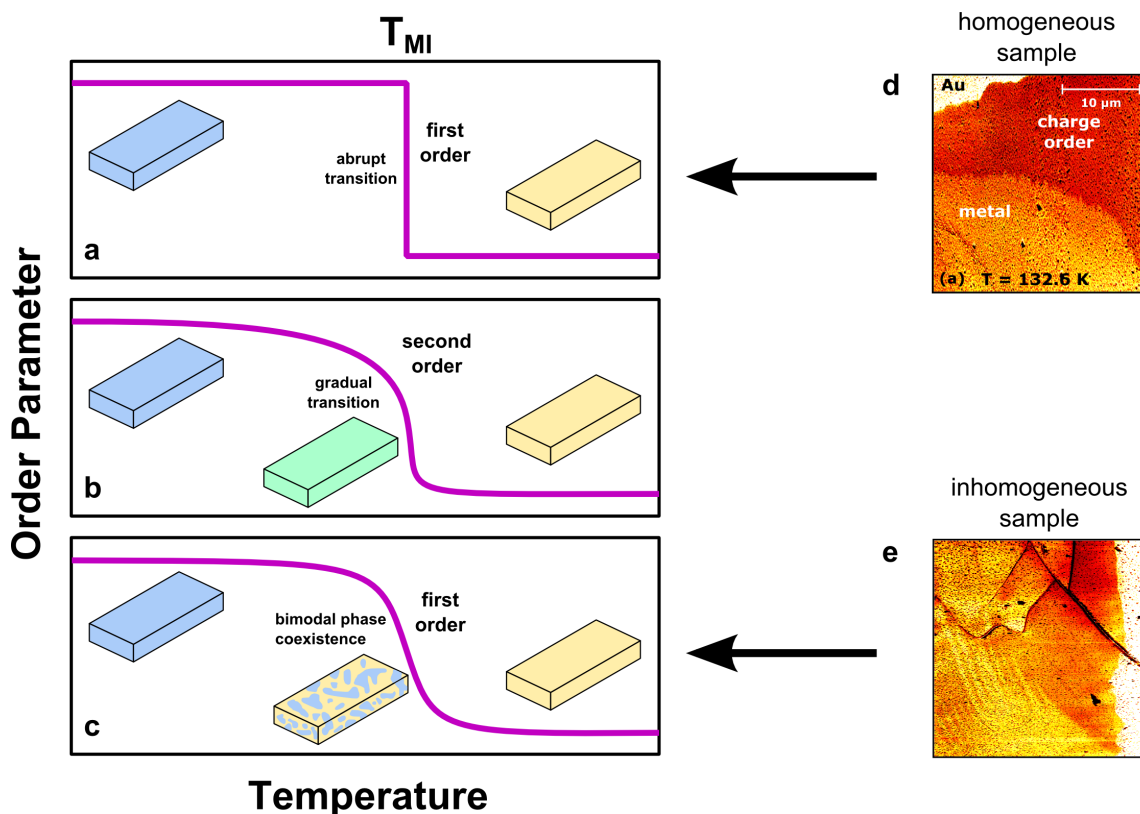 T_MI
homogeneous
sample
first
order
abrupt
transition
a
d
Au
10 µm
charge
order
metal
(a) T = 132.6 K
Order Parameter
second
order
gradual
transition
b
inhomogeneous
sample
e
first
order
bimodal phase
coexistence
c
Temperature